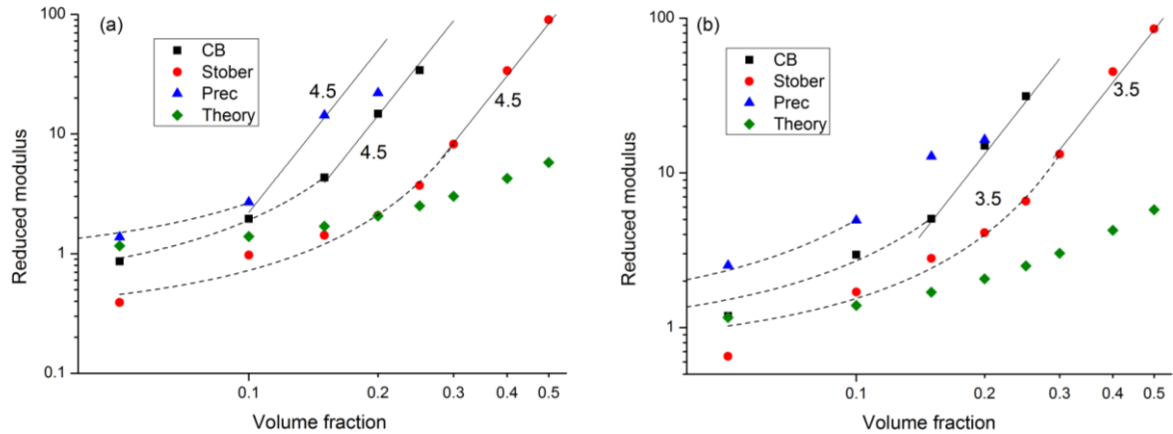 (a)
100
10
1
0.1
Reduced modulus
CB
Stober
Prec
Theory
4.5
4.5
4.5
0.1
0.2
0.3
0.4
0.5
Volume fraction
(b)
100
10
1
Reduced modulus
CB
Stober
Prec
Theory
3.5
3.5
0.1
0.2
0.3
0.4
0.5
Volume fraction